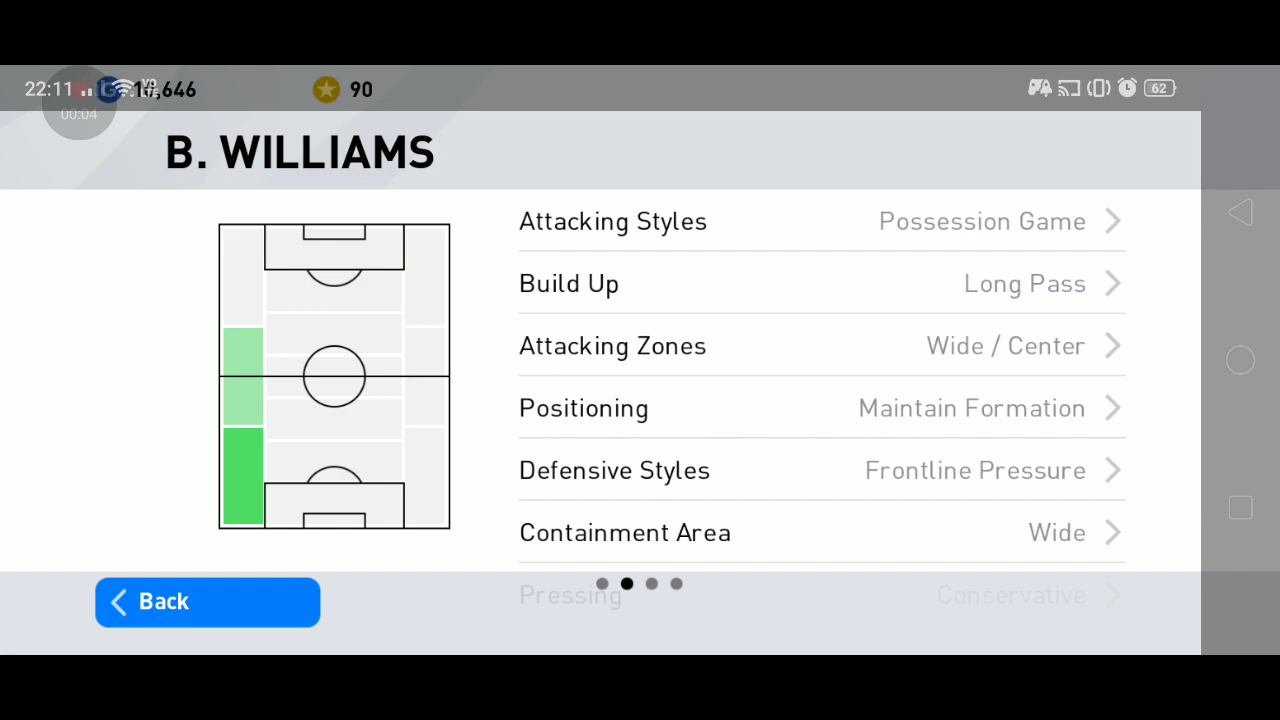 22:11 646 90 62
00:04
B. WILLIAMS
Attacking Styles Possession Game
Build Up Long Pass
Attacking Zones Wide / Center
Positioning Maintain Formation
Defensive Styles Frontline Pressure
Containment Area Wide
Pressing Conservative
Back